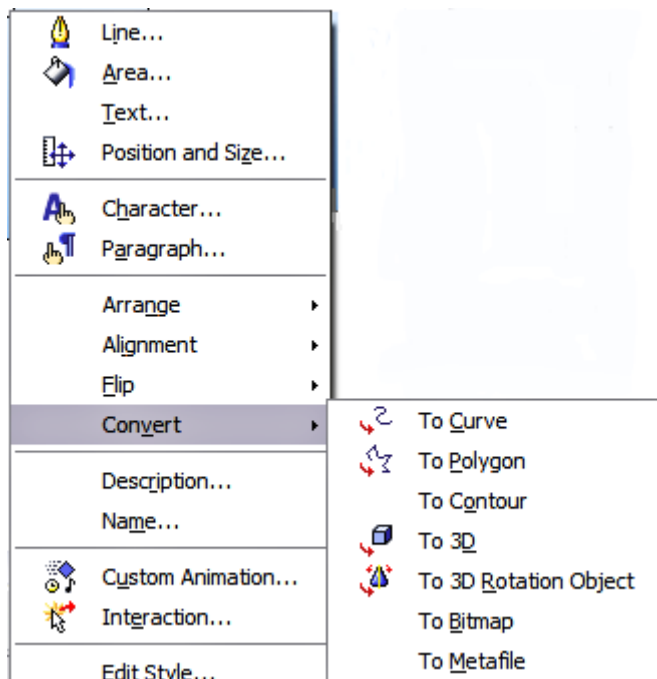 Line...
Area...
Text...
Position and Size...
Character...
Paragraph...
Arrange
Alignment
Flip
Convert
Description...
Name...
Custom Animation...
Interaction...
Edit Style...
To Curve
To Polygon
To Contour
To 3D
To 3D Rotation Object
To Bitmap
To Metafile